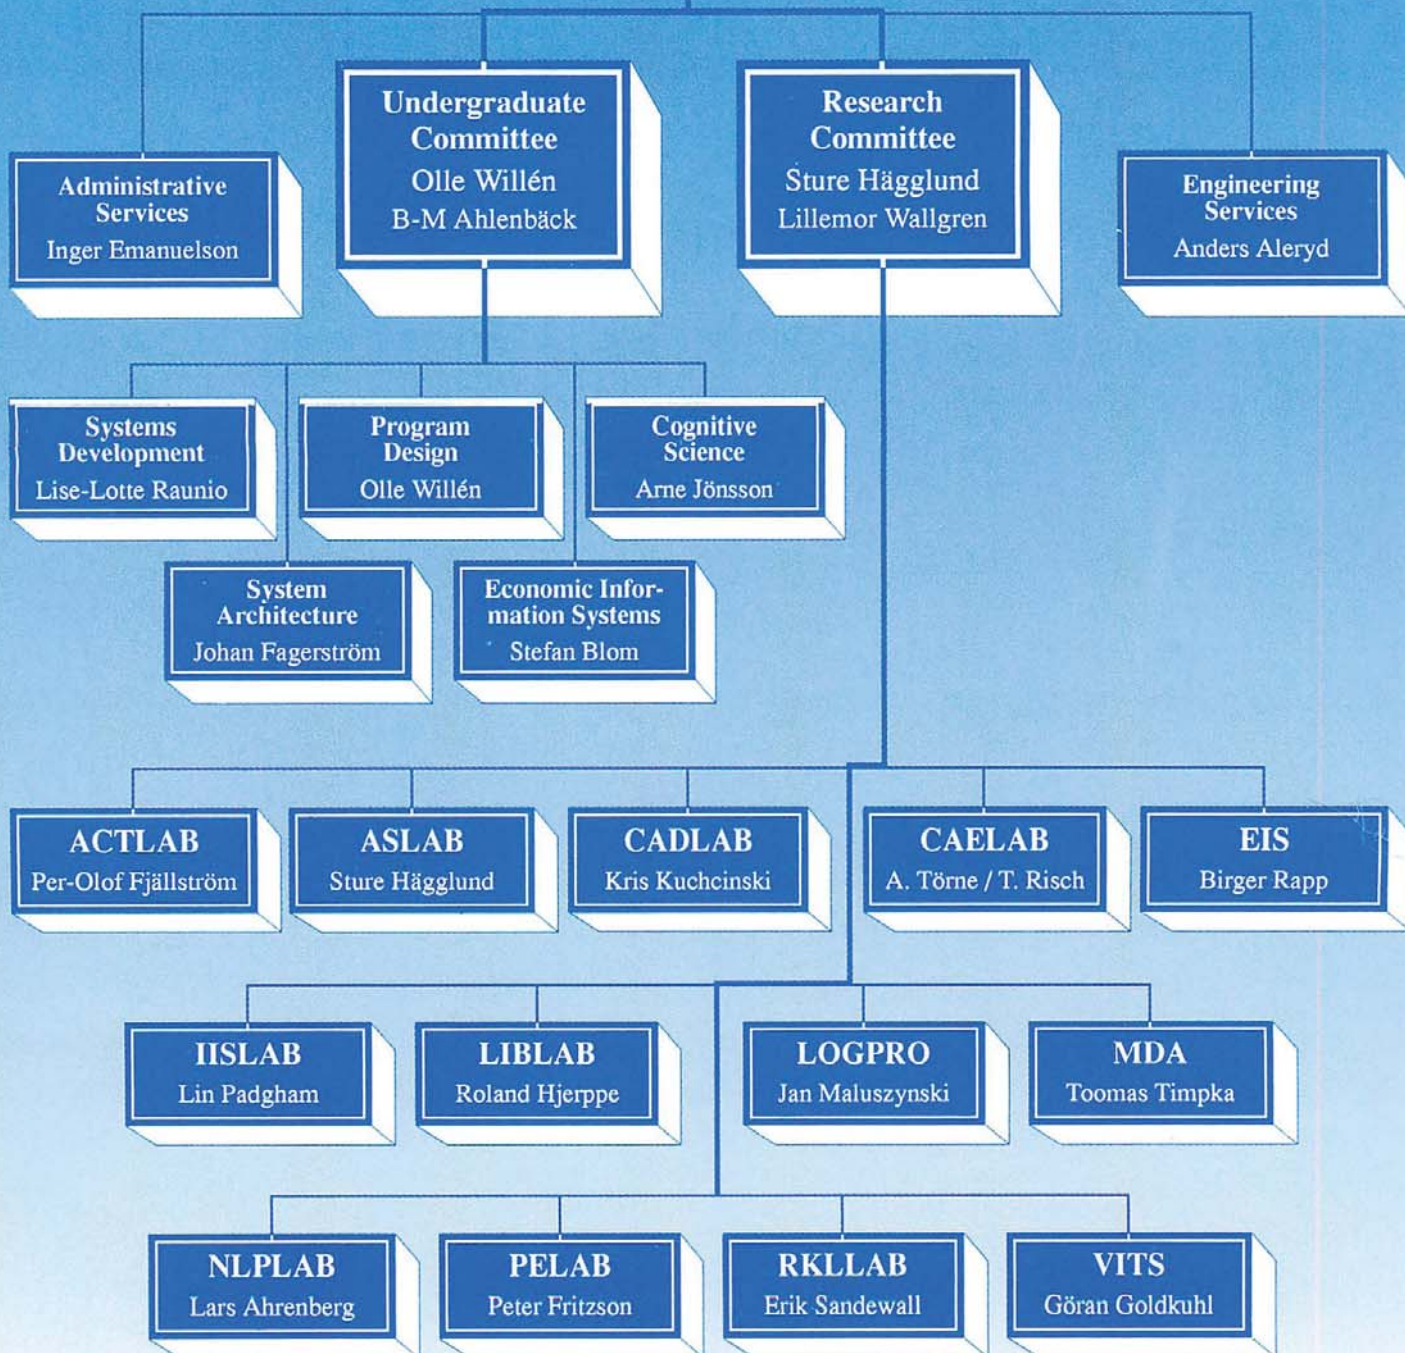 Undergraduate
Committee
Olle Willén
B-M Ahlenbäck
Research
Committee
Sture Hägglund
Lillemor Wallgren
Administrative
Services
Inger Emanuelson
Engineering
Services
Anders Aleryd
Systems
Development
Lise-Lotte Raunio
Program
Design
Olle Willén
Cognitive
Science
Arne Jönsson
System
Architecture
Johan Fagerström
Economic Infor-
mation Systems
Stefan Blom
ACTLAB
Per-Olof Fjällström
ASLAB
Sture Hägglund
CADLAB
Kris Kuchcinski
CAELAB
A. Törne / T. Risch
EIS
Birger Rapp
IISLAB
Lin Padgham
LIBLAB
Roland Hjerppe
LOGPRO
Jan Maluszynski
MDA
Toomas Timpka
NLPLAB
Lars Ahrenberg
PELAB
Peter Fritzson
RKLLAB
Erik Sandewall
VITS
Göran Goldkuhl